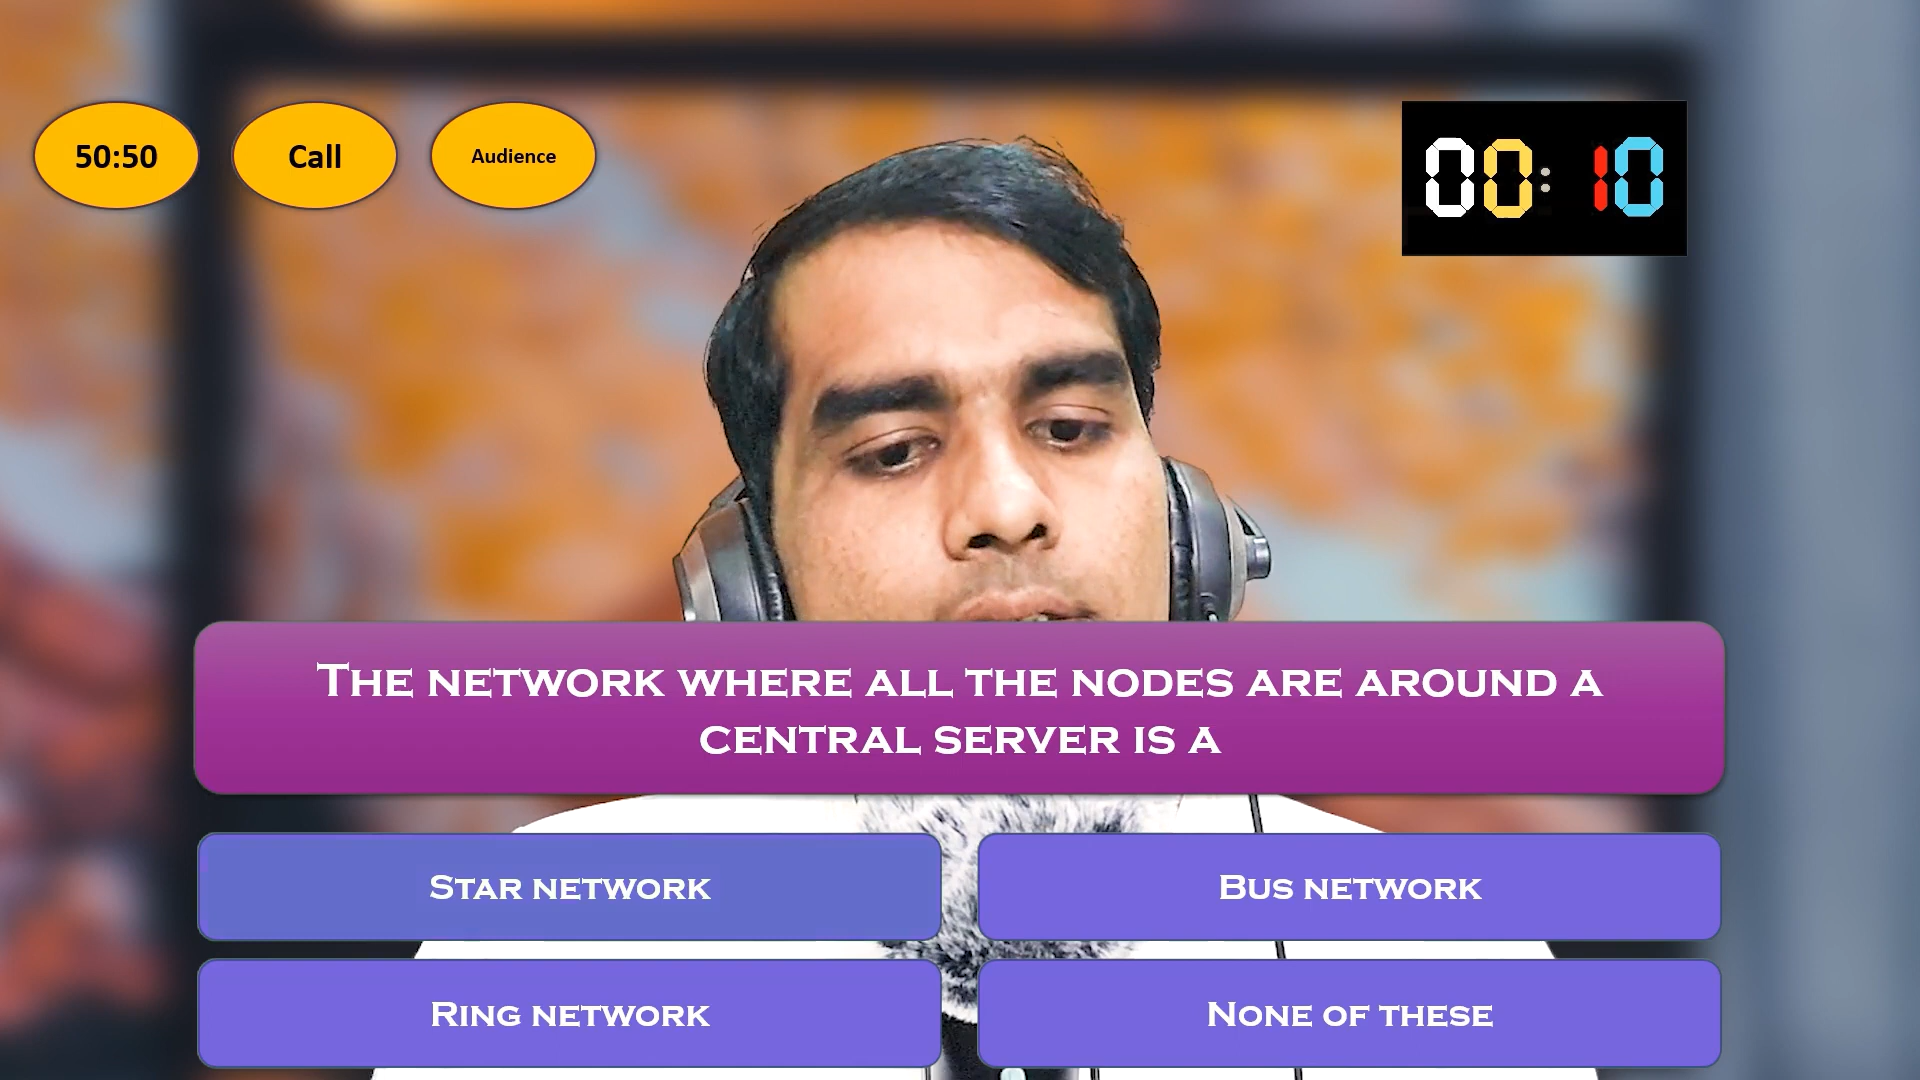 50:50 Call Audience
00: 10
The network where all the nodes are around a
central server is a
Star network
Bus network
Ring network
None of these